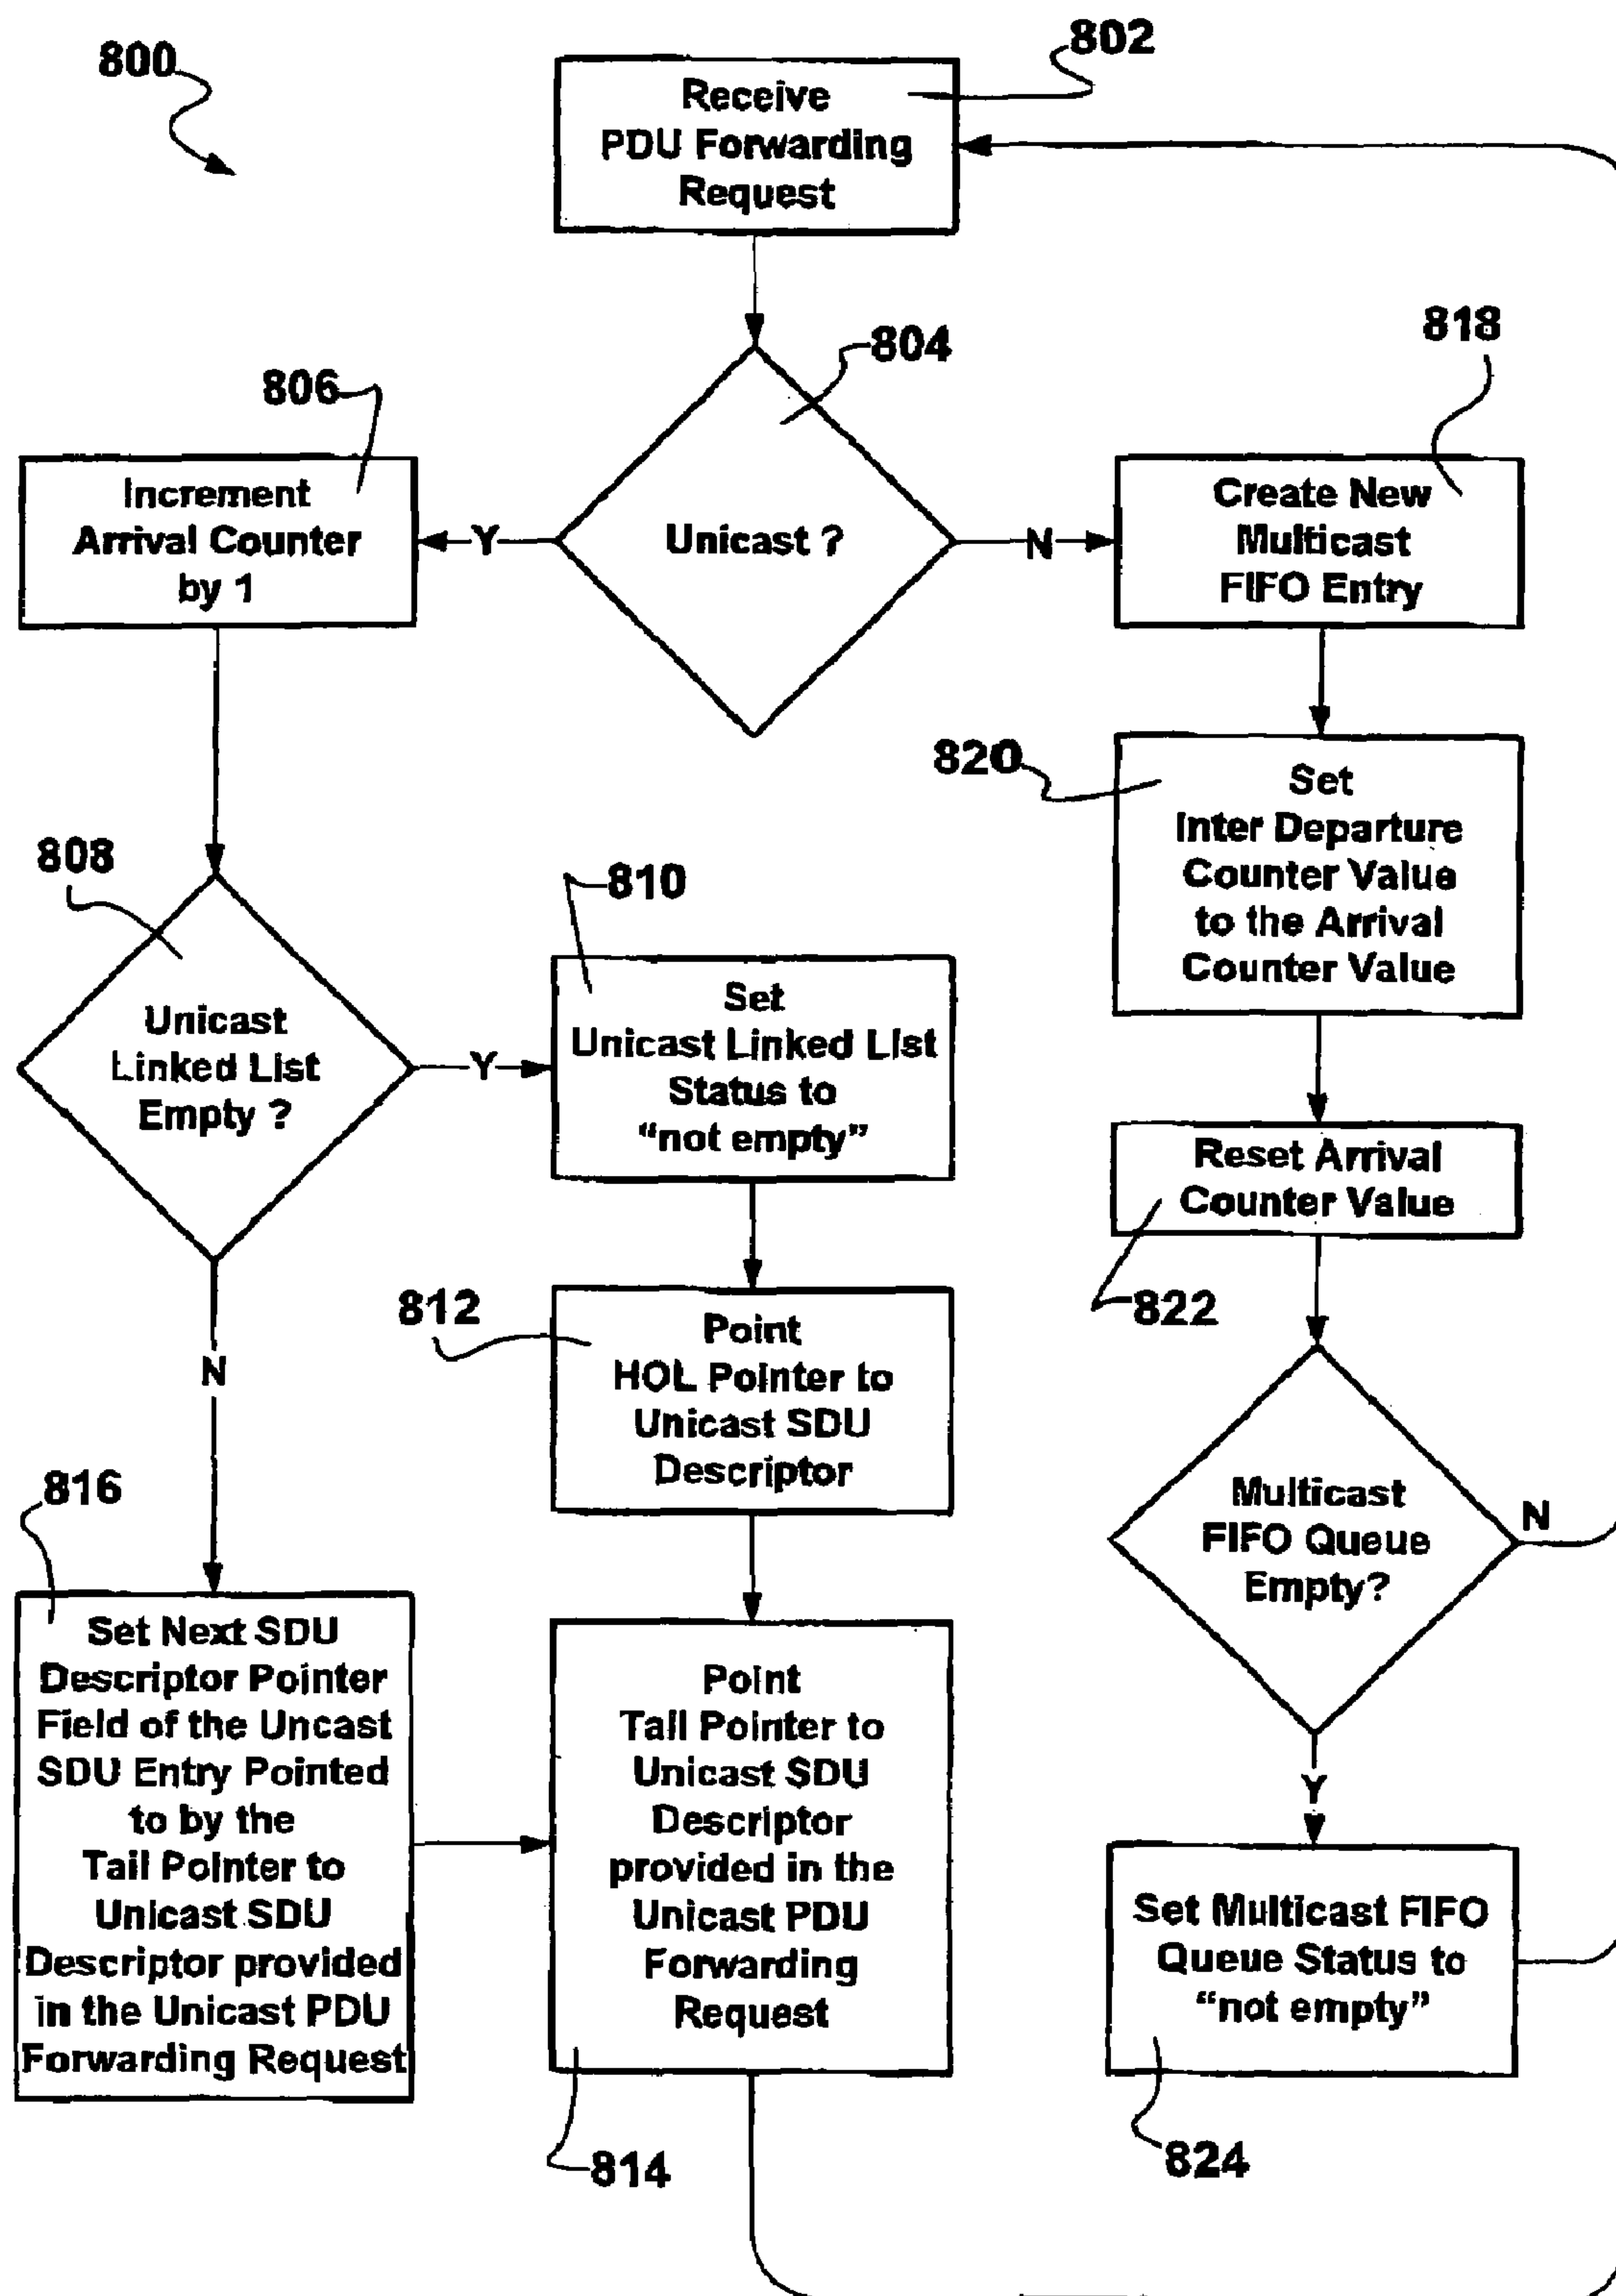 800
802
Receive
PDU Forwarding
Request
804
Unicast ?
Y
N
806
Increment
Arrival Counter
by 1
818
Create New
Multicast
FIFO Entry
820
Set
Inter Departure
Counter Value
to the Arrival
Counter Value
808
Unicast
Linked List
Empty ?
Y
N
810
Set
Unicast Linked List
Status to
“not empty”
Reset Arrival
Counter Value
822
812
Point
HOL Pointer to
Unicast SDU
Descriptor
Multicast
FIFO Queue
Empty?
N
Y
816
Set Next SDU
Descriptor Pointer
Field of the Uncast
SDU Entry Pointed
to by the
Tail Pointer to
Unicast SDU
Descriptor provided
in the Unicast PDU
Forwarding Request
Point
Tail Pointer to
Unicast SDU
Descriptor
provided in the
Unicast PDU
Forwarding
Request
814
Set Multicast FIFO
Queue Status to
“not empty”
824